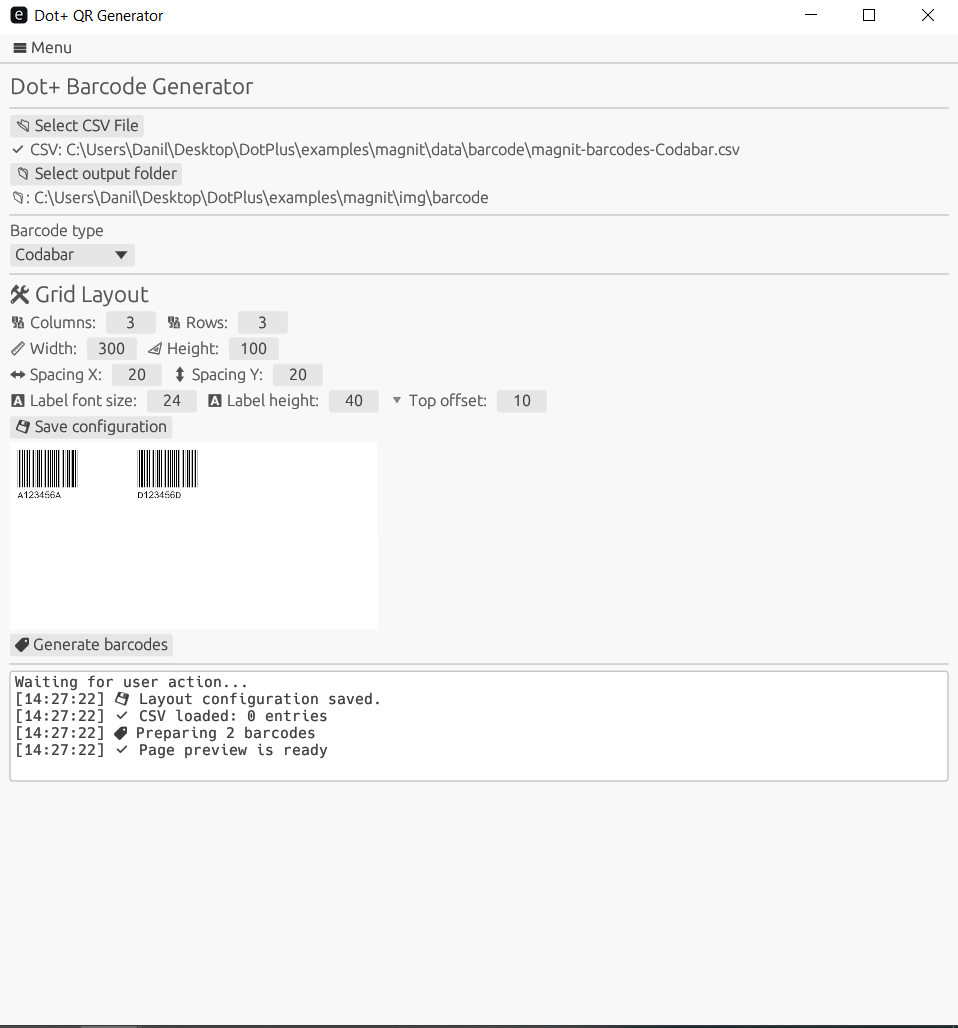 e Dot+ QR Generator
Menu
Dot+ Barcode Generator
Select CSV File
CSV: C:\Users\Danil\Desktop\DotPlus\examples\magnit\data\barcode\magnit-barcodes-Codabar.csv
Select output folder
: C:\Users\Danil\Desktop\DotPlus\examples\magnit\img\barcode
Barcode type
Codabar
Grid Layout
Columns: 3 Rows: 3
Width: 300 Height: 100
Spacing X: 20 Spacing Y: 20
A Label font size: 24 A Label height: 40 Top offset: 10
Save configuration
A123456A D123456D
Generate barcodes
Waiting for user action...
[14:27:22] Layout configuration saved.
[14:27:22] ✓ CSV loaded: 0 entries
[14:27:22] Preparing 2 barcodes
[14:27:22] ✓ Page preview is ready